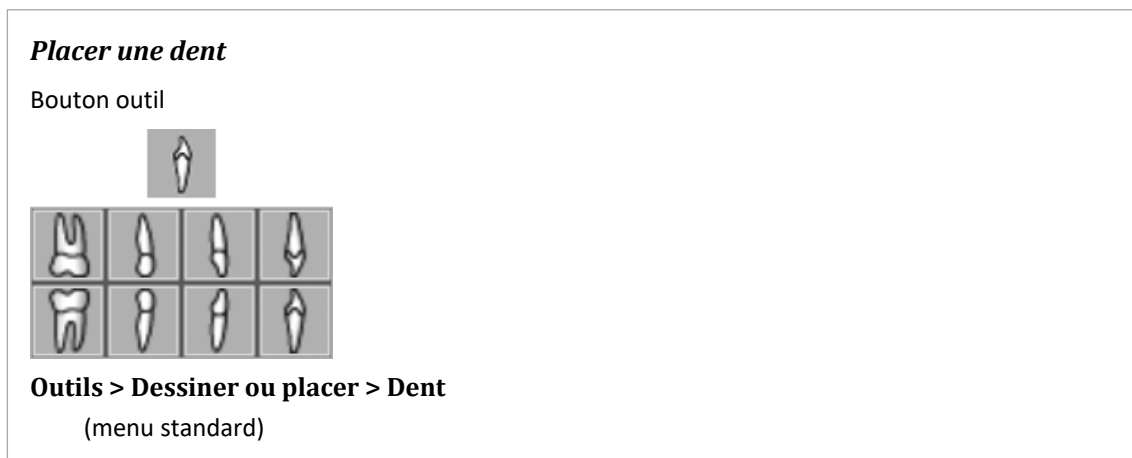 Placer une dent
Bouton outil
Outils > Dessiner ou placer > Dent
(menu standard)